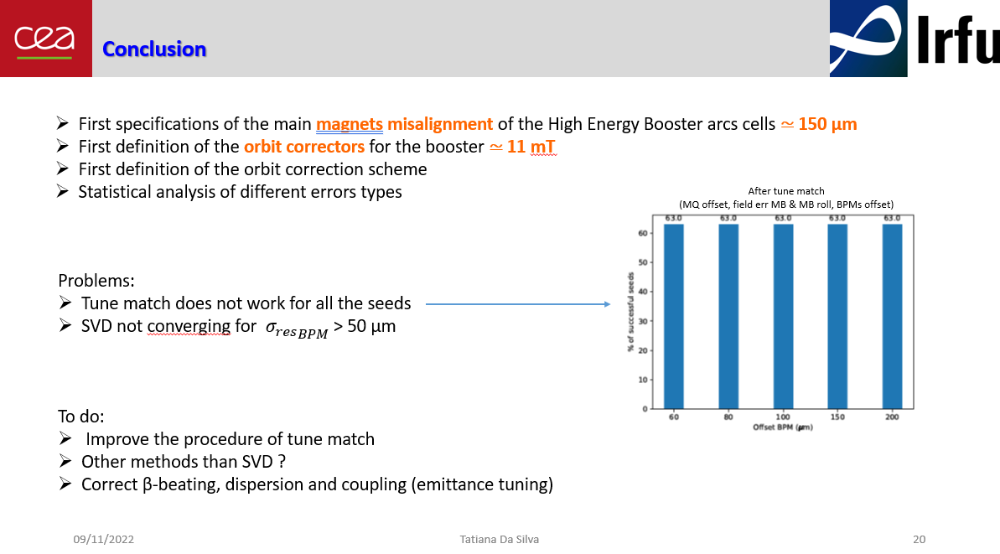 cea
Conclusion
Irfu
➢ First specifications of the main magnets misalignment of the High Energy Booster arcs cells ≃ 150 µm
➢ First definition of the orbit correctors for the booster ≃ 11 mT
➢ First definition of the orbit correction scheme
➢ Statistical analysis of different errors types
After tune match
(MQ offset, field err MB & MB roll, BPMs offset)
63.0 63.0 63.0 63.0 63.0
60
50
40
30
20
10
0
% of successful seeds
60 80 100 150 200
Offset BPM (µm)
Problems:
➢ Tune match does not work for all the seeds
➢ SVD not converging for σ_res_BPM > 50 µm
To do:
➢ Improve the procedure of tune match
➢ Other methods than SVD ?
➢ Correct β-beating, dispersion and coupling (emittance tuning)
09/11/2022 Tatiana Da Silva 20